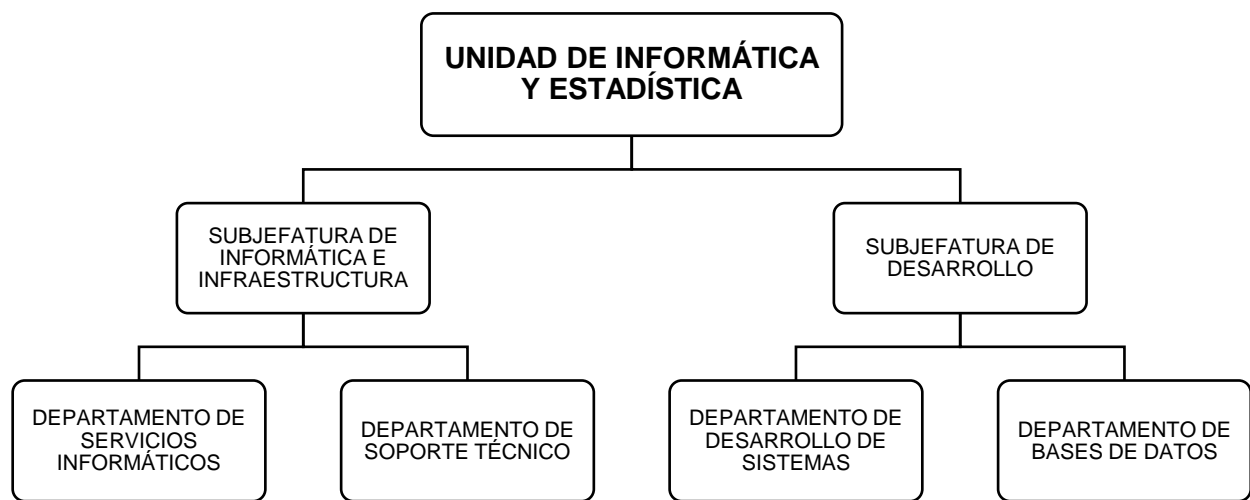 UNIDAD DE INFORMÁTICA
Y ESTADÍSTICA
SUBJEFATURA DE
INFORMÁTICA E
INFRAESTRUCTURA
SUBJEFATURA DE
DESARROLLO
DEPARTAMENTO DE
SERVICIOS
INFORMÁTICOS
DEPARTAMENTO DE
SOPORTE TÉCNICO
DEPARTAMENTO DE
DESARROLLO DE
SISTEMAS
DEPARTAMENTO DE
BASES DE DATOS